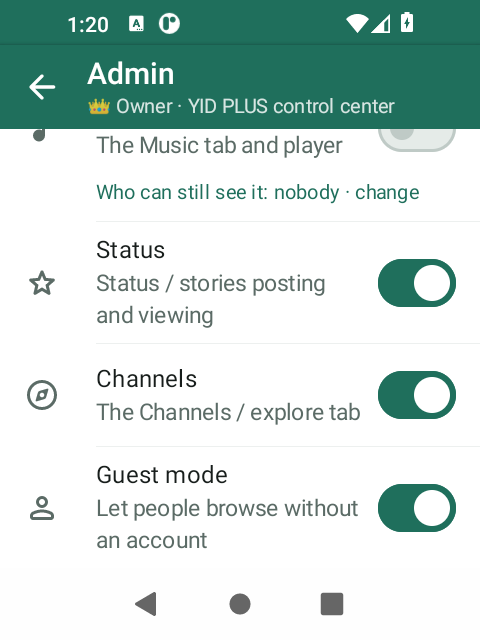 1:20
A
Admin
👑 Owner · YID PLUS control center
The Music tab and player
Who can still see it: nobody · change
Status
Status / stories posting
and viewing
Channels
The Channels / explore tab
Guest mode
Let people browse without
an account